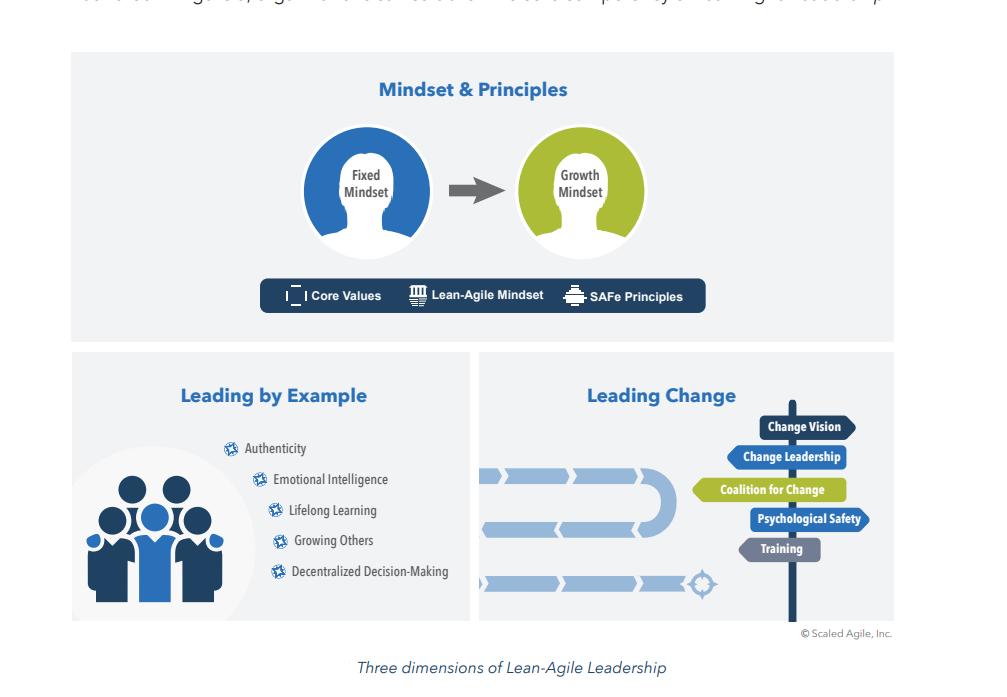 Mindset & Principles
Fixed
Mindset
Growth
Mindset
Core Values
Lean-Agile Mindset
SAFe Principles
Leading by Example
Authenticity
Emotional Intelligence
Lifelong Learning
Growing Others
Decentralized Decision-Making
Leading Change
Change Vision
Change Leadership
Coalition for Change
Psychological Safety
Training
© Scaled Agile, Inc.
Three dimensions of Lean-Agile Leadership